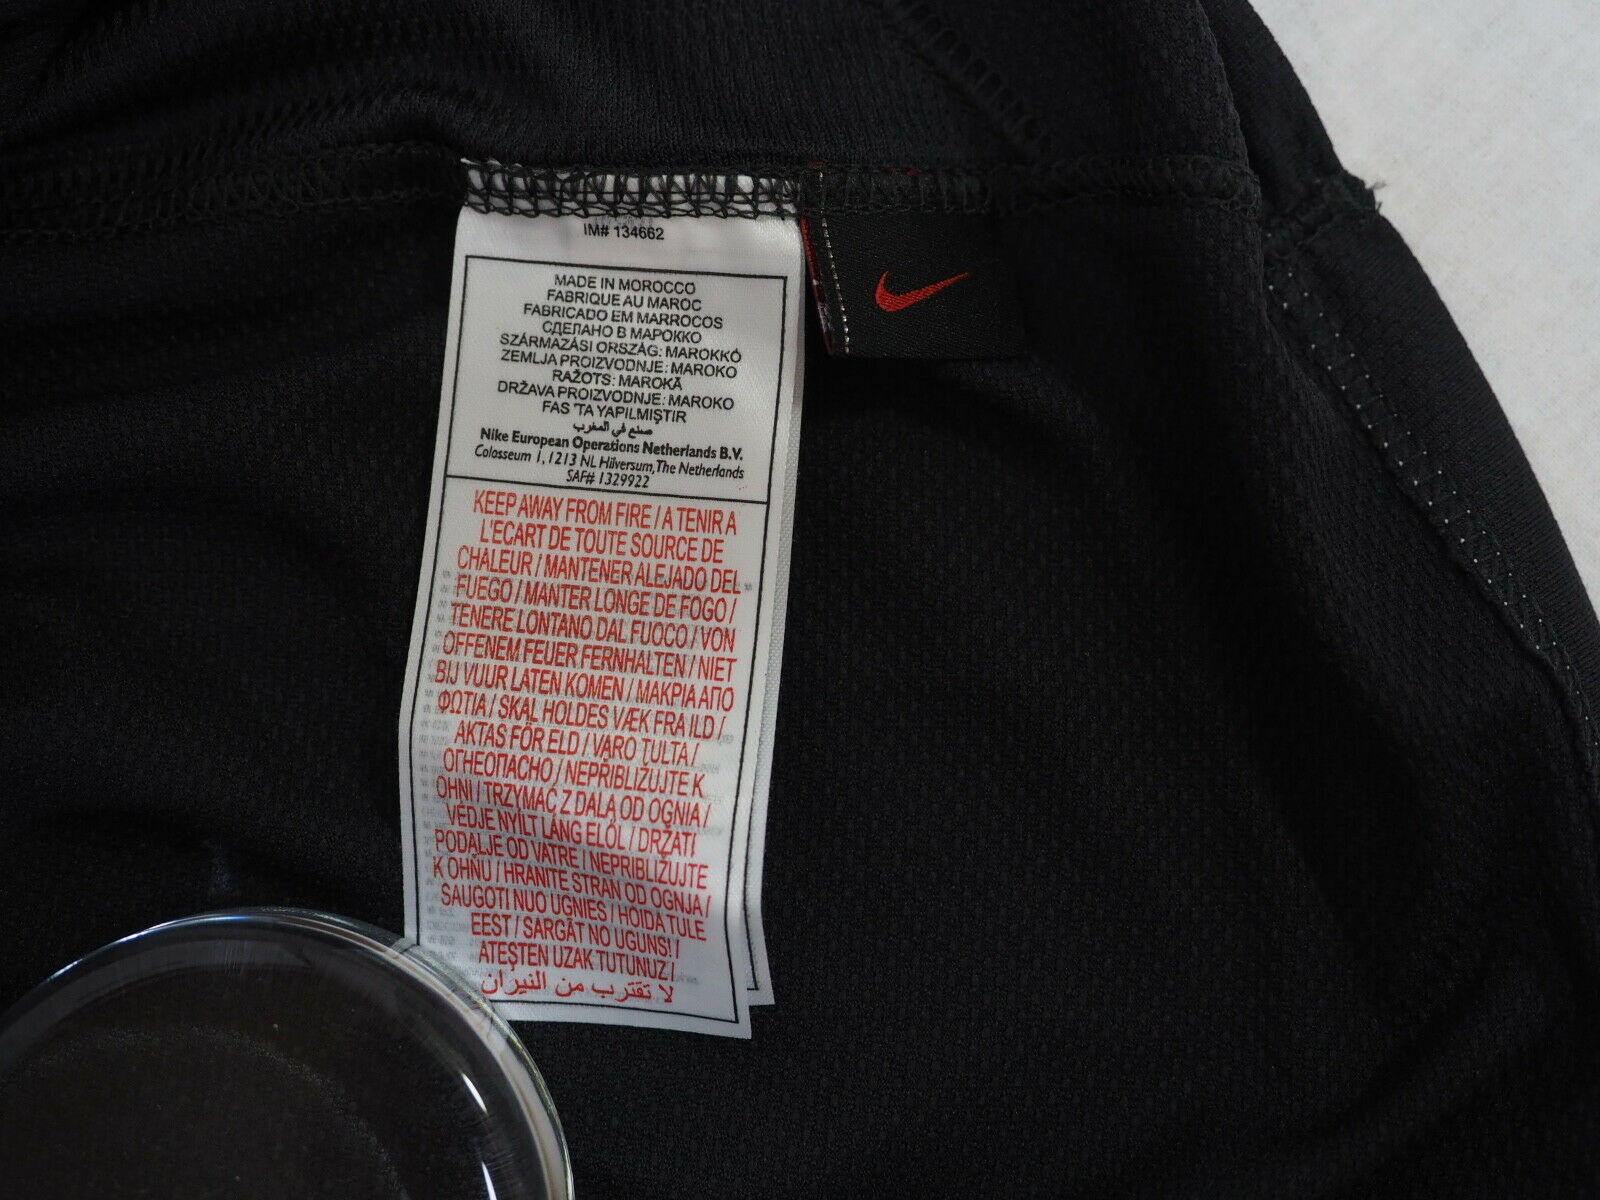 IM# 134662
MADE IN MOROCCO
FABRIQUE AU MAROC
FABRICADO EM MARROCOS
СДЕЛАНО В МАРОККО
SZÁRMAZÁSI ORSZÁG: MAROKKÓ
ZEMLJA PROIZVODNJE: MAROKO
RAŽOTS: MAROKĀ
DRŽAVA PROIZVODNJE: MAROKO
FAS 'TA YAPILMIŞTIR
صنع في المغرب
Nike European Operations Netherlands B.V.
Colosseum 1, 1213 NL Hilversum, The Netherlands
SAF# 1329922
KEEP AWAY FROM FIRE / A TENIR A
L'ECART DE TOUTE SOURCE DE
CHALEUR / MANTENER ALEJADO DEL
FUEGO / MANTER LONGE DE FOGO /
TENERE LONTANO DAL FUOCO / VON
OFFENEM FEUER FERNHALTEN / NIET
BIJ VUUR LATEN KOMEN / ΜΑΚΡΙΑ ΑΠΟ
ΦΩΤΙΑ / SKAL HOLDES VÆK FRA ILD /
AKTAS FÖR ELD / VARO TULTA /
ОГНЕОПАСНО / NEPŘIBLIŽUJTE K
OHNI / TRZYMAĆ Z DALA OD OGNIA /
VEDJE NYÍLT LÁNG ELŐL / DRŽATI
PODALJE OD VATRE / NEPRIBLIŽUJTE
K OHŇU / HRANITE STRAN OD OGNJA /
SAUGOTI NUO UGNIES / HOIDA TULE
EEST / SARGĀT NO UGUNS! /
ATEŞTEN UZAK TUTUNUZ /
لا تقترب من النيران